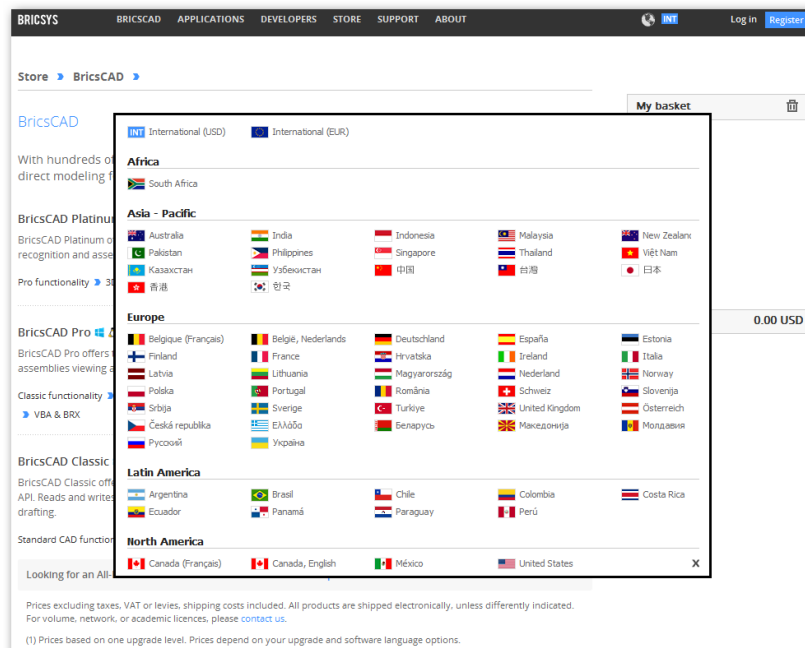 BRICSYS BRICSCAD APPLICATIONS DEVELOPERS STORE SUPPORT ABOUT INT Log in Register
Store BricsCAD
My basket
BricsCAD
INT International (USD) International (EUR)
With hundreds of
direct modeling f
Africa
South Africa
Asia - Pacific
BricsCAD Platinu
Australia India Indonesia Malaysia New Zealand
BricsCAD Platinum o
Pakistan Philippines Singapore Thailand Việt Nam
recognition and asse
Казахстан Узбекистан 中国 台灣 日本
Pro functionality 3D
香港 한국
Europe
0.00 USD
BricsCAD Pro
Belgique (Français) België, Nederlands Deutschland España Estonia
BricsCAD Pro offers t
Finland France Hrvatska Ireland Italia
assemblies viewing a
Latvia Lithuania Magyarország Nederland Norway
Polska Portugal România Schweiz Slovenija
Classic functionality
Srbija Sverige Turkiye United Kingdom Österreich
VBA & BRX
Česká republika Ελλάδα Беларусь Македонија Молдавия
Русский Україна
BricsCAD Classic
Latin America
BricsCAD Classic offe
Argentina Brasil Chile Colombia Costa Rica
API. Reads and writes
Ecuador Panamá Paraguay Perú
drafting.
Standard CAD function
North America
Canada (Français) Canada, English México United States X
Looking for an All-
Prices excluding taxes, VAT or levies, shipping costs included. All products are shipped electronically, unless differently indicated.
For volume, network, or academic licences, please contact us.
(1) Prices based on one upgrade level. Prices depend on your upgrade and software language options.